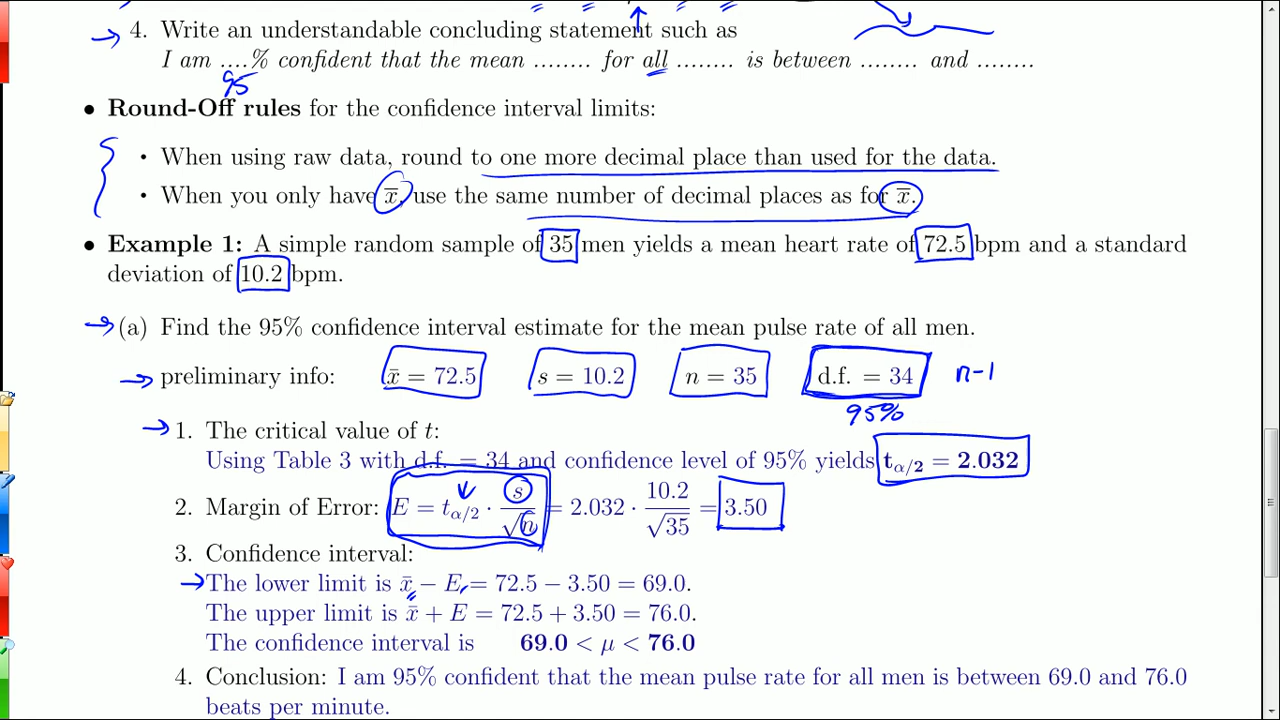 4. Write an understandable concluding statement such as
I am ....% confident that the mean ........ for all ........ is between ........ and ........
95
• Round-Off rules for the confidence interval limits:
· When using raw data, round to one more decimal place than used for the data.
· When you only have x̄, use the same number of decimal places as for x̄.
• Example 1: A simple random sample of 35 men yields a mean heart rate of 72.5 bpm and a standard
deviation of 10.2 bpm.
(a) Find the 95% confidence interval estimate for the mean pulse rate of all men.
preliminary info: x̄ = 72.5 s = 10.2 n = 35 d.f. = 34 n-1
95%
1. The critical value of t:
Using Table 3 with d.f. = 34 and confidence level of 95% yields t_{α/2} = 2.032
2. Margin of Error: E = t_{α/2} · s/√n = 2.032 · 10.2/√35 = 3.50
3. Confidence interval:
The lower limit is x̄ − E = 72.5 − 3.50 = 69.0.
The upper limit is x̄ + E = 72.5 + 3.50 = 76.0.
The confidence interval is 69.0 < μ < 76.0
4. Conclusion: I am 95% confident that the mean pulse rate for all men is between 69.0 and 76.0
beats per minute.